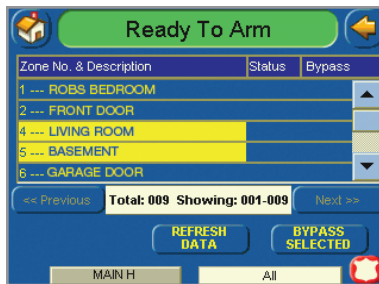 Ready To Arm
Zone No. & Description Status Bypass
1 --- ROBS BEDROOM
2 --- FRONT DOOR
4 --- LIVING ROOM
5 --- BASEMENT
6 --- GARAGE DOOR
<< Previous Total: 009 Showing: 001-009 Next >>
REFRESH BYPASS
DATA SELECTED
MAIN H All